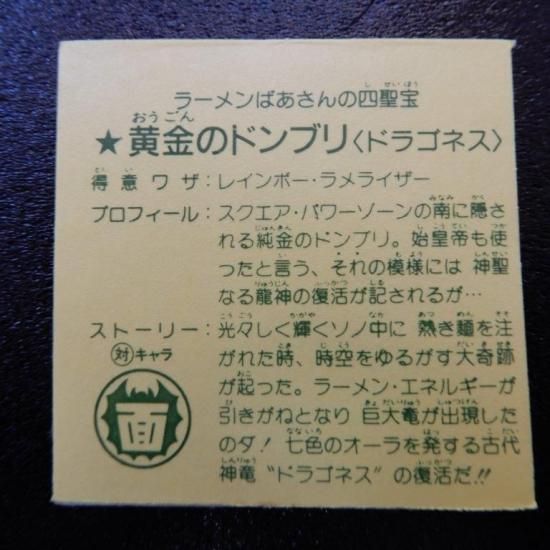 ラーメンばあさんの四聖宝
★黄金のドンブリ〈ドラゴネス〉
得意ワザ：レインボー・ラメライザー
プロフィール：スクエア・パワーゾーンの南に隠さ
れる純金のドンブリ。始皇帝も使
ったと言う、それの模様には 神聖
なる龍神の復活が記されるが…
ストーリー：光々しく輝くソノ中に 熱き麺を注
がれた時、時空をゆるがす大奇跡
が起った。ラーメン・エネルギーが
引きがねとなり 巨大竜が出現した
のダ！ 七色のオーラを発する古代
神竜 “ドラゴネス” の復活だ!!
対キャラ